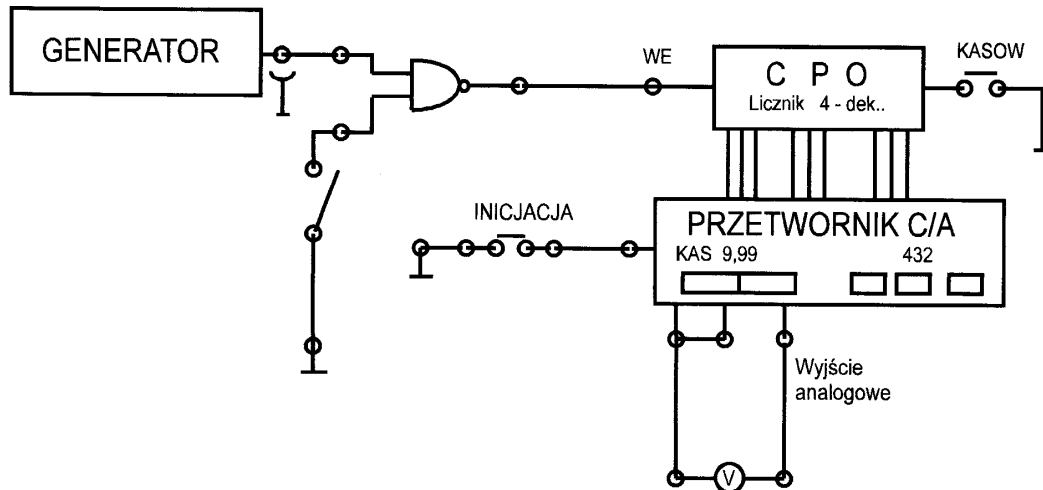 GENERATOR
WE
C P O
Licznik 4 - dek..
KASOW
INICJACJA
PRZETWORNIK C/A
KAS 9,99
432
Wyjście
analogowe
V